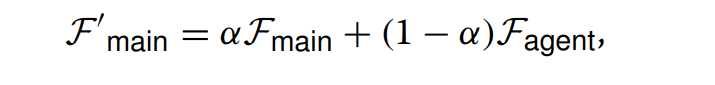 ℱ′main = αℱmain + (1 − α)ℱagent,